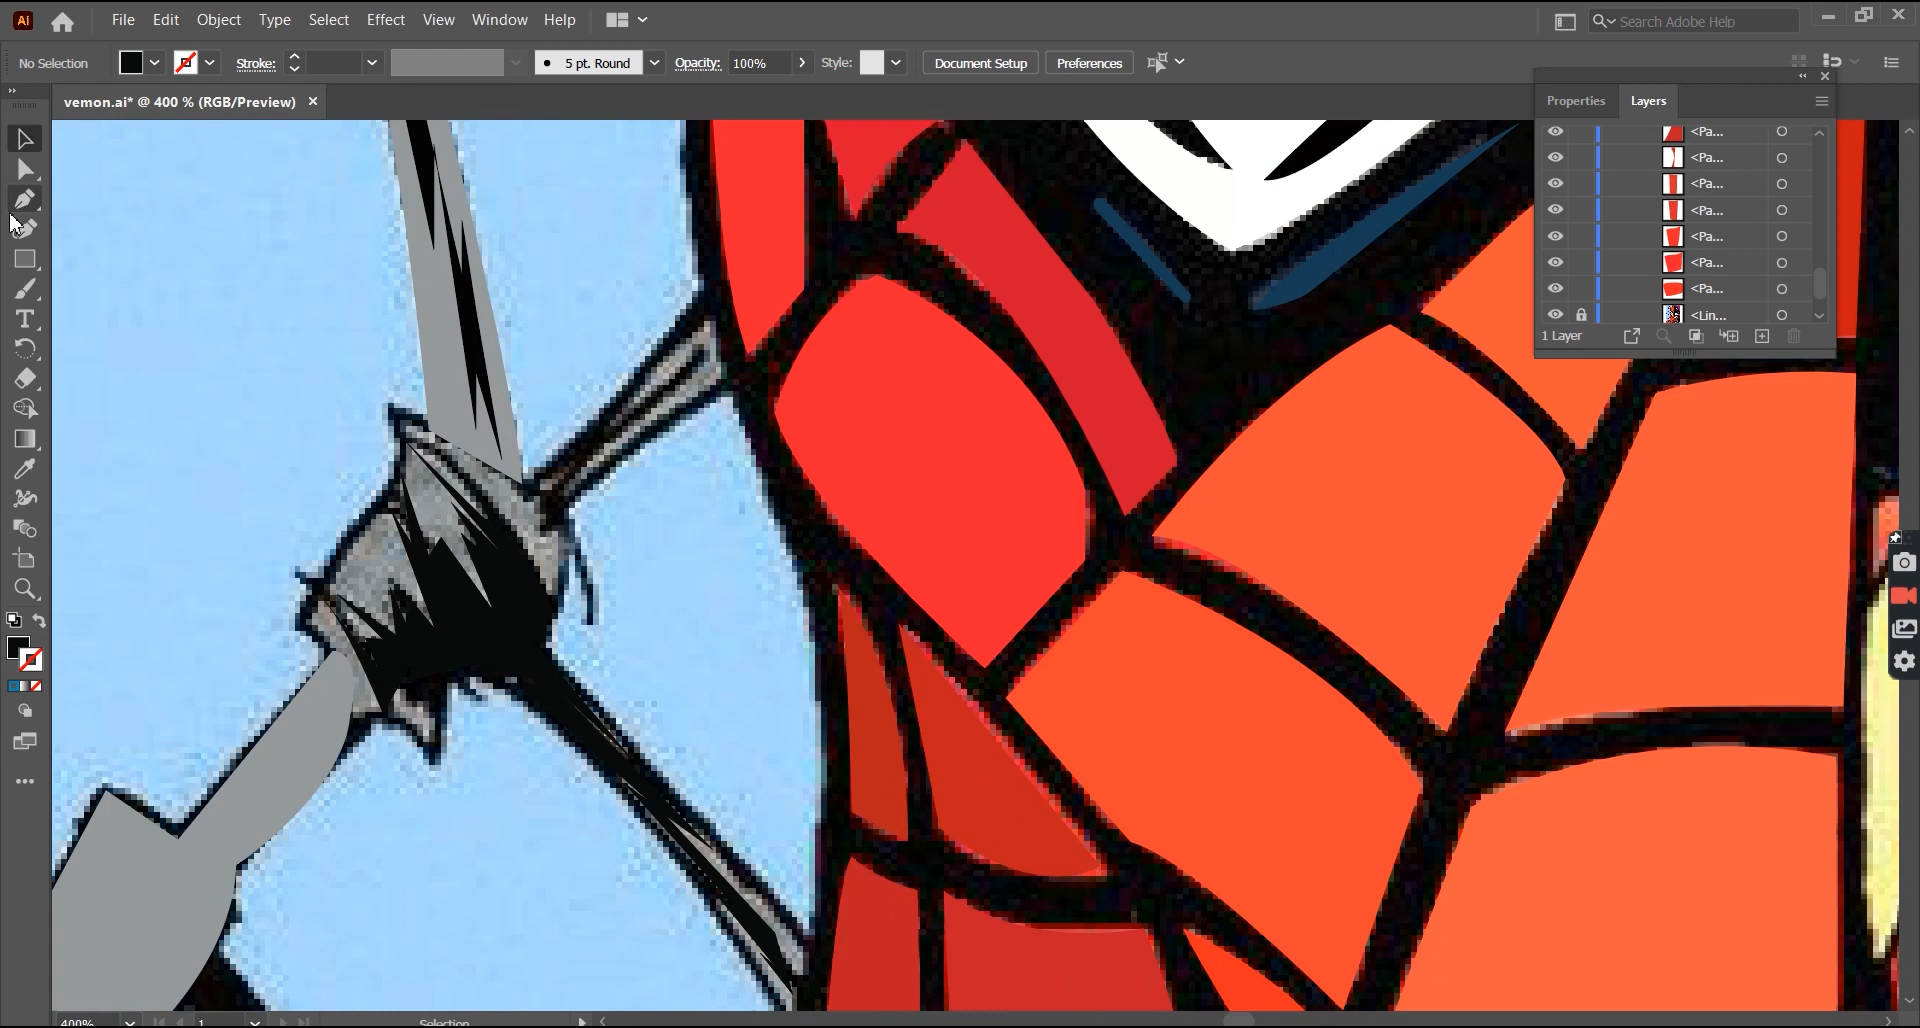 Ai File Edit Object Type Select Effect View Window Help Search Adobe Help
No Selection Stroke: 5 pt. Round Opacity: 100% Style: Document Setup Preferences
vemon.ai* @ 400 % (RGB/Preview)
Properties Layers
<Pa...
<Pa...
<Pa...
<Pa...
<Pa...
<Pa...
<Pa...
<Lin...
1 Layer
400% 1 Selection